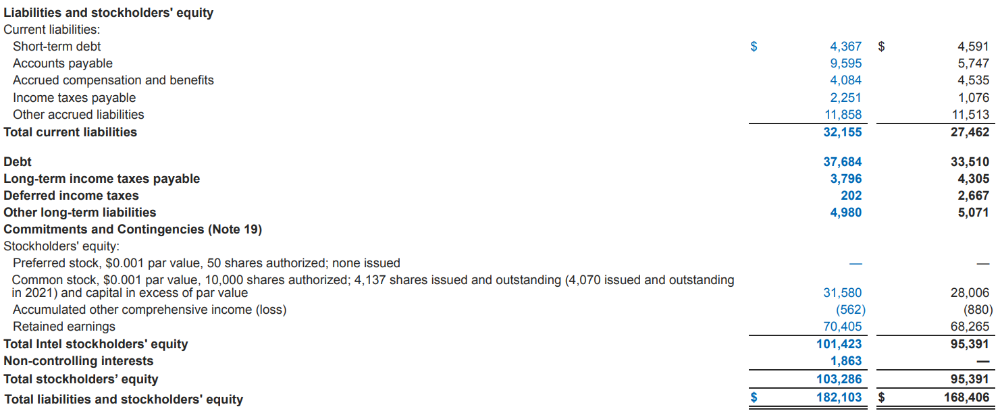 Liabilities and stockholders' equity
Current liabilities:
Short-term debt $ 4,367 $ 4,591
Accounts payable 9,595 5,747
Accrued compensation and benefits 4,084 4,535
Income taxes payable 2,251 1,076
Other accrued liabilities 11,858 11,513
Total current liabilities 32,155 27,462
Debt 37,684 33,510
Long-term income taxes payable 3,796 4,305
Deferred income taxes 202 2,667
Other long-term liabilities 4,980 5,071
Commitments and Contingencies (Note 19)
Stockholders' equity:
Preferred stock, $0.001 par value, 50 shares authorized; none issued — —
Common stock, $0.001 par value, 10,000 shares authorized; 4,137 shares issued and outstanding (4,070 issued and outstanding
in 2021) and capital in excess of par value 31,580 28,006
Accumulated other comprehensive income (loss) (562) (880)
Retained earnings 70,405 68,265
Total Intel stockholders' equity 101,423 95,391
Non-controlling interests 1,863 —
Total stockholders’ equity 103,286 95,391
Total liabilities and stockholders' equity $ 182,103 $ 168,406